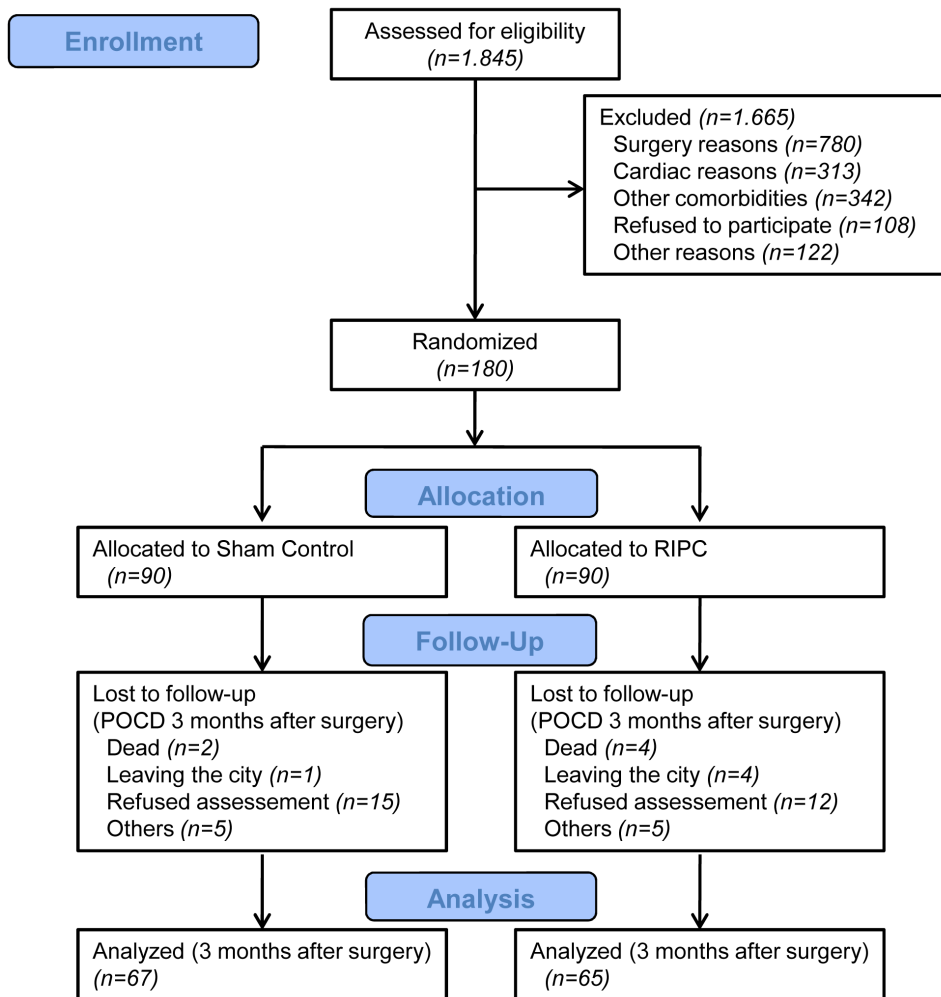 Enrollment
Assessed for eligibility
(n=1.845)
Excluded (n=1.665)
Surgery reasons (n=780)
Cardiac reasons (n=313)
Other comorbidities (n=342)
Refused to participate (n=108)
Other reasons (n=122)
Randomized
(n=180)
Allocation
Allocated to Sham Control
(n=90)
Allocated to RIPC
(n=90)
Follow-Up
Lost to follow-up
(POCD 3 months after surgery)
Dead (n=2)
Leaving the city (n=1)
Refused assessement (n=15)
Others (n=5)
Lost to follow-up
(POCD 3 months after surgery)
Dead (n=4)
Leaving the city (n=4)
Refused assessement (n=12)
Others (n=5)
Analysis
Analyzed (3 months after surgery)
(n=67)
Analyzed (3 months after surgery)
(n=65)